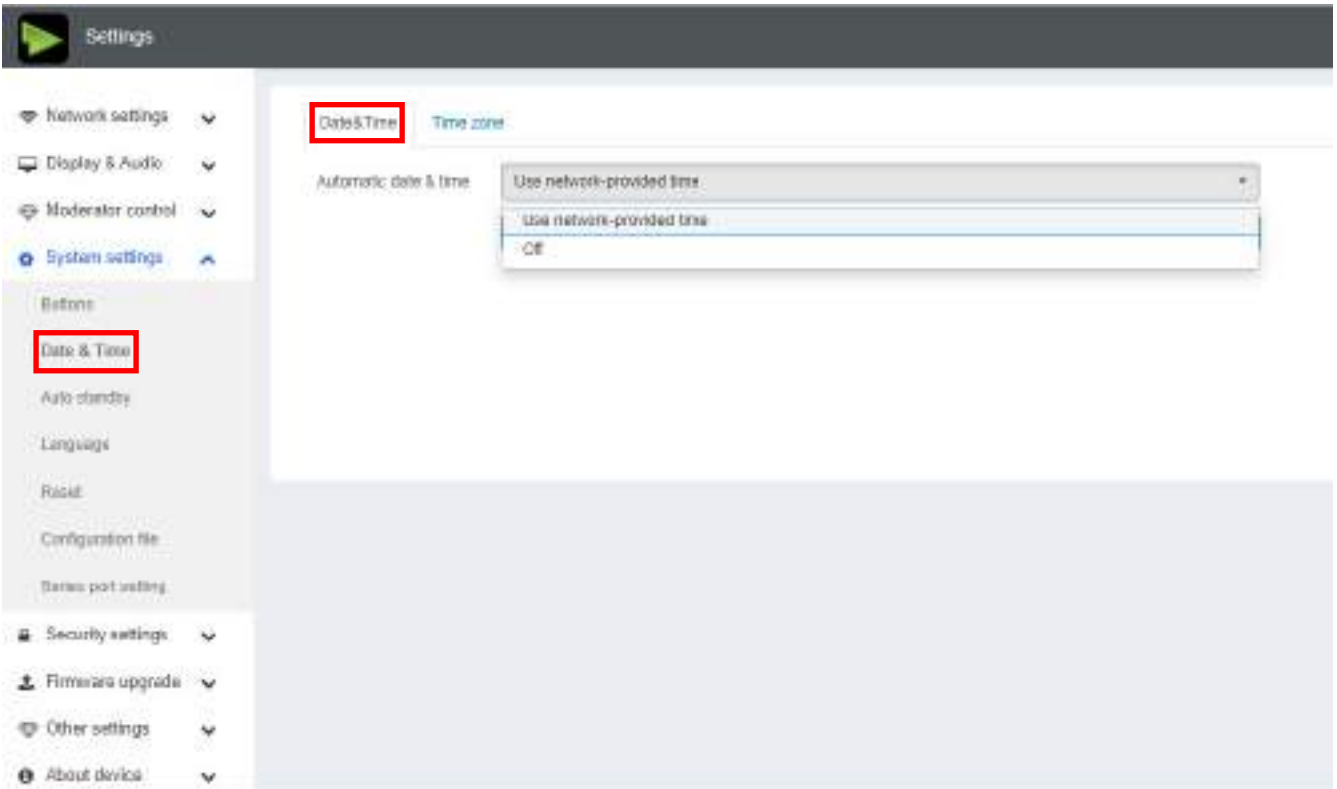 Settings
Network settings
Display & Audio
Moderator control
System settings
Buttons
Date & Time
Auto standby
Language
Reset
Configuration file
Series port setting
Security settings
Firmware upgrade
Other settings
About device
Date&Time
Time zone
Automatic date & time
Use network-provided time
Use network-provided time
Off